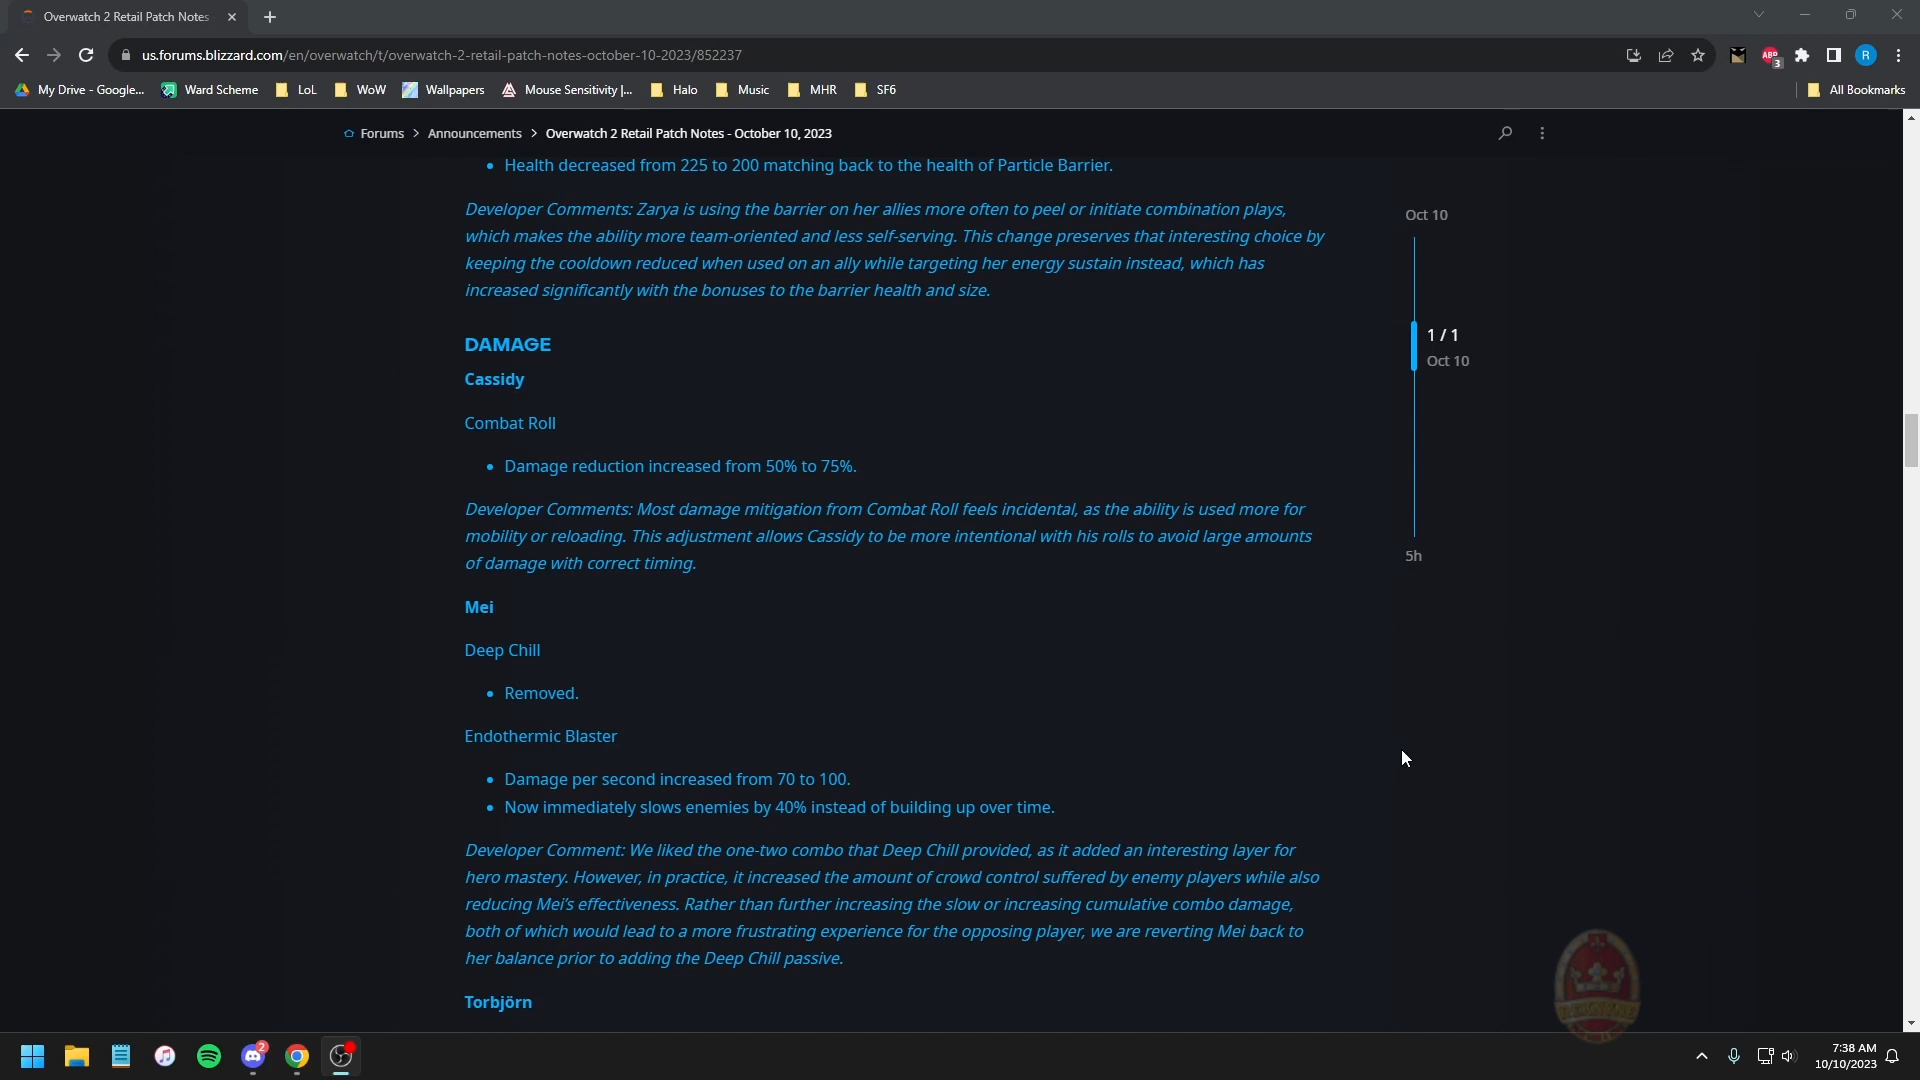 Overwatch 2 Retail Patch Notes
us.forums.blizzard.com/en/overwatch/t/overwatch-2-retail-patch-notes-october-10-2023/852237
ABP
3
R
My Drive - Google...
Ward Scheme
LoL
WoW
Wallpapers
Mouse Sensitivity |...
Halo
Music
MHR
SF6
All Bookmarks
Forums > Announcements > Overwatch 2 Retail Patch Notes - October 10, 2023
• Health decreased from 225 to 200 matching back to the health of Particle Barrier.
Developer Comments: Zarya is using the barrier on her allies more often to peel or initiate combination plays,
which makes the ability more team-oriented and less self-serving. This change preserves that interesting choice by
keeping the cooldown reduced when used on an ally while targeting her energy sustain instead, which has
increased significantly with the bonuses to the barrier health and size.
DAMAGE
Cassidy
Combat Roll
• Damage reduction increased from 50% to 75%.
Developer Comments: Most damage mitigation from Combat Roll feels incidental, as the ability is used more for
mobility or reloading. This adjustment allows Cassidy to be more intentional with his rolls to avoid large amounts
of damage with correct timing.
Mei
Deep Chill
• Removed.
Endothermic Blaster
• Damage per second increased from 70 to 100.
• Now immediately slows enemies by 40% instead of building up over time.
Developer Comment: We liked the one-two combo that Deep Chill provided, as it added an interesting layer for
hero mastery. However, in practice, it increased the amount of crowd control suffered by enemy players while also
reducing Mei's effectiveness. Rather than further increasing the slow or increasing cumulative combo damage,
both of which would lead to a more frustrating experience for the opposing player, we are reverting Mei back to
her balance prior to adding the Deep Chill passive.
Torbjörn
Oct 10
1 / 1
Oct 10
5h
2
7:38 AM
10/10/2023